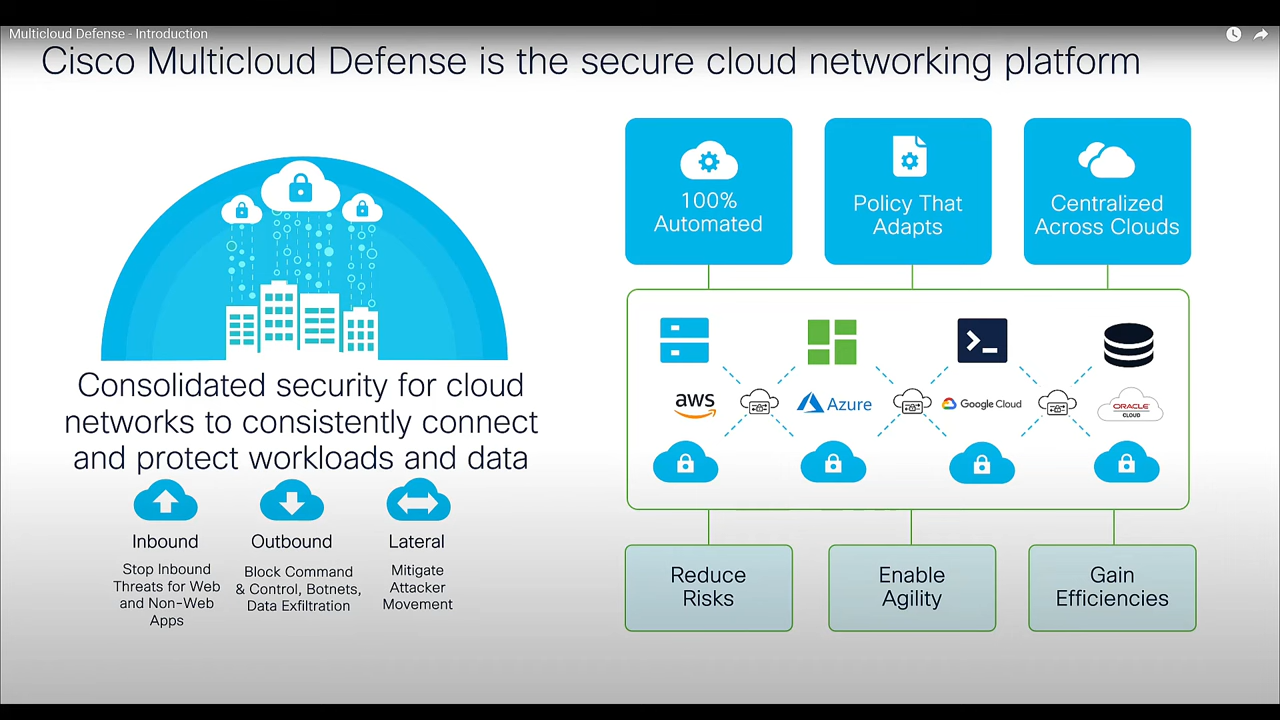 Multicloud Defense - Introduction
Cisco Multicloud Defense is the secure cloud networking platform
Consolidated security for cloud
networks to consistently connect
and protect workloads and data
Inbound
Stop Inbound
Threats for Web
and Non-Web
Apps
Outbound
Block Command
& Control, Botnets,
Data Exfiltration
Lateral
Mitigate
Attacker
Movement
100%
Automated
Policy That
Adapts
Centralized
Across Clouds
aws
Azure
Google Cloud
ORACLE
CLOUD
Reduce
Risks
Enable
Agility
Gain
Efficiencies